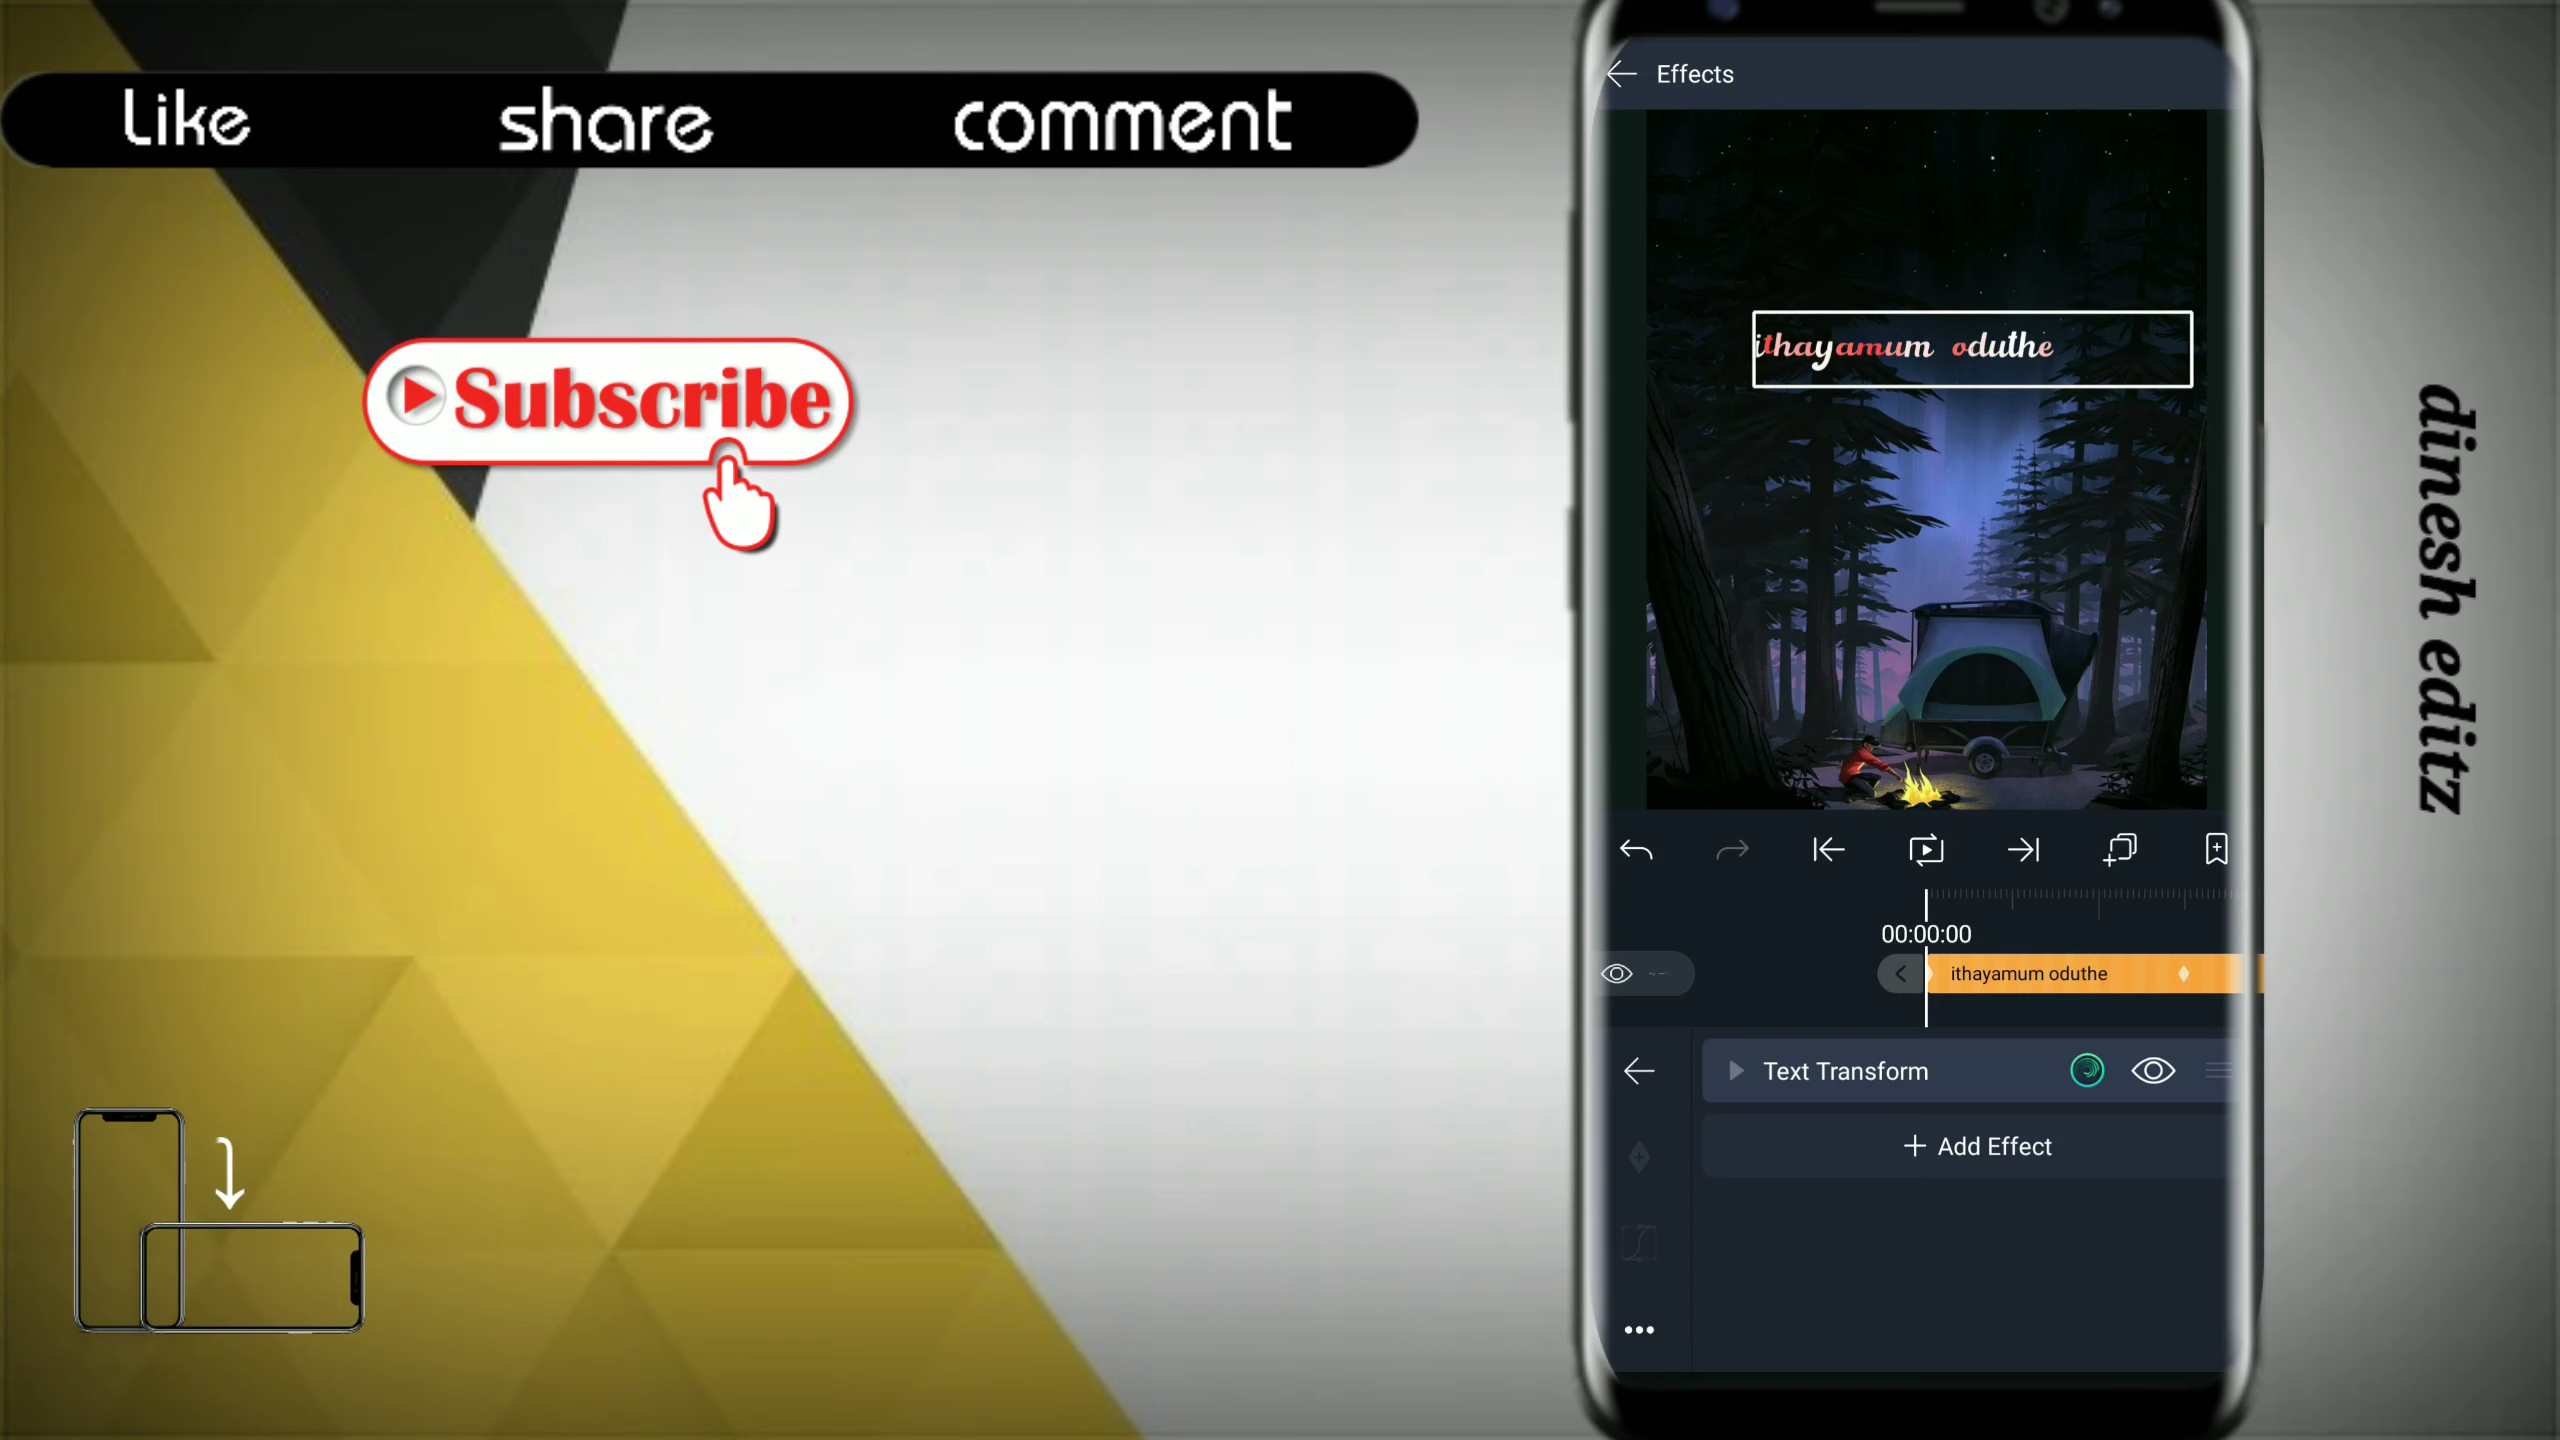 Like share comment
Subscribe
Effects
ithayamum oduthe
00:00:00
ithayamum oduthe
Text Transform
+ Add Effect
dinesh editz